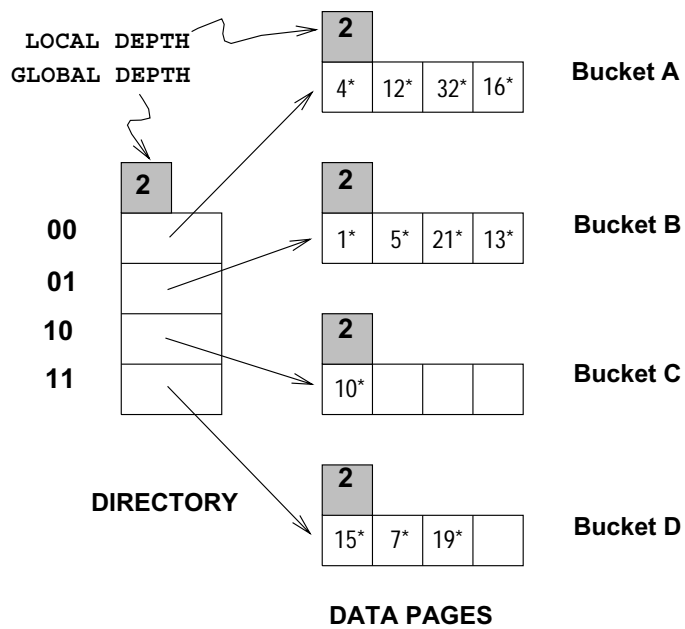 LOCAL DEPTH
GLOBAL DEPTH
2
4* 12* 32* 16*
Bucket A
2
00
01
10
11
2
1* 5* 21* 13*
Bucket B
2
10*
Bucket C
2
15* 7* 19*
Bucket D
DIRECTORY
DATA PAGES